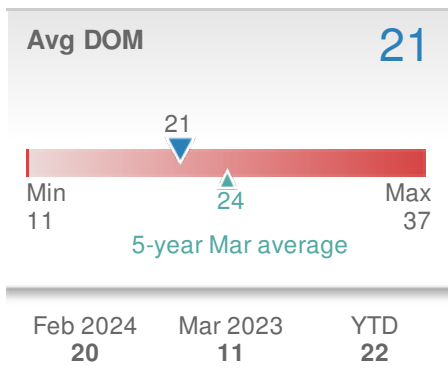 Avg DOM 21
21
Min Max
11 24 37
5-year Mar average
Feb 2024 Mar 2023 YTD
20 11 22